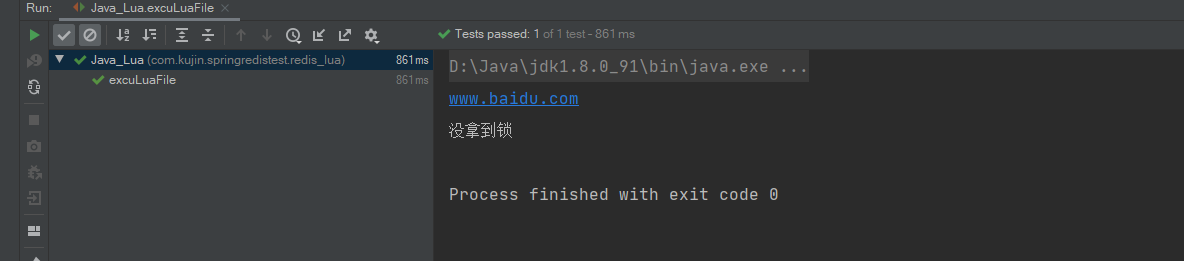 Run: Java_Lua.excuLuaFile
Tests passed: 1 of 1 test - 861 ms
Java_Lua (com.kujin.springredistest.redis_lua) 861 ms
excuLuaFile 861 ms
D:\Java\jdk1.8.0_91\bin\java.exe ...
www.baidu.com
没拿到锁
Process finished with exit code 0